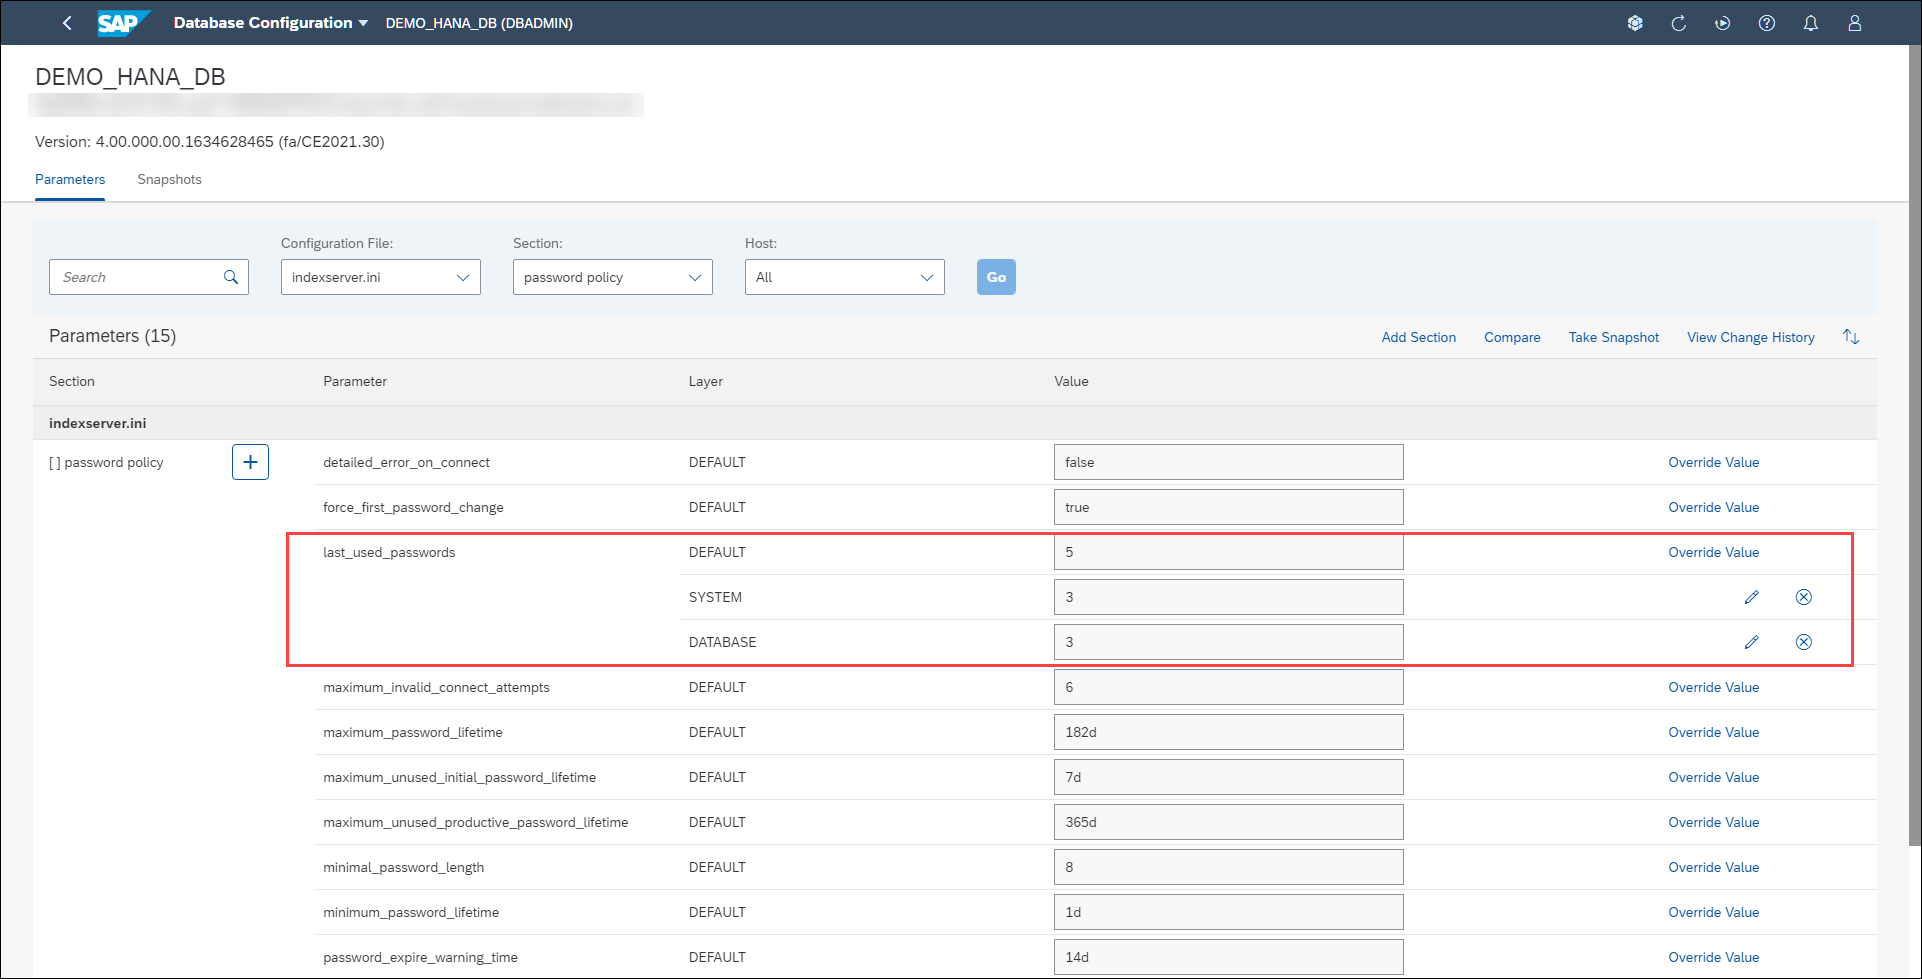 SAP Database Configuration DEMO_HANA_DB (DBADMIN)
DEMO_HANA_DB
Version: 4.00.000.00.1634628465 (fa/CE2021.30)
Parameters Snapshots
Configuration File: Section: Host:
Search indexserver.ini password policy All Go
Parameters (15) Add Section Compare Take Snapshot View Change History
Section Parameter Layer Value
indexserver.ini
[ ] password policy + detailed_error_on_connect DEFAULT false Override Value
force_first_password_change DEFAULT true Override Value
last_used_passwords DEFAULT 5 Override Value
SYSTEM 3
DATABASE 3
maximum_invalid_connect_attempts DEFAULT 6 Override Value
maximum_password_lifetime DEFAULT 182d Override Value
maximum_unused_initial_password_lifetime DEFAULT 7d Override Value
maximum_unused_productive_password_lifetime DEFAULT 365d Override Value
minimal_password_length DEFAULT 8 Override Value
minimum_password_lifetime DEFAULT 1d Override Value
password_expire_warning_time DEFAULT 14d Override Value